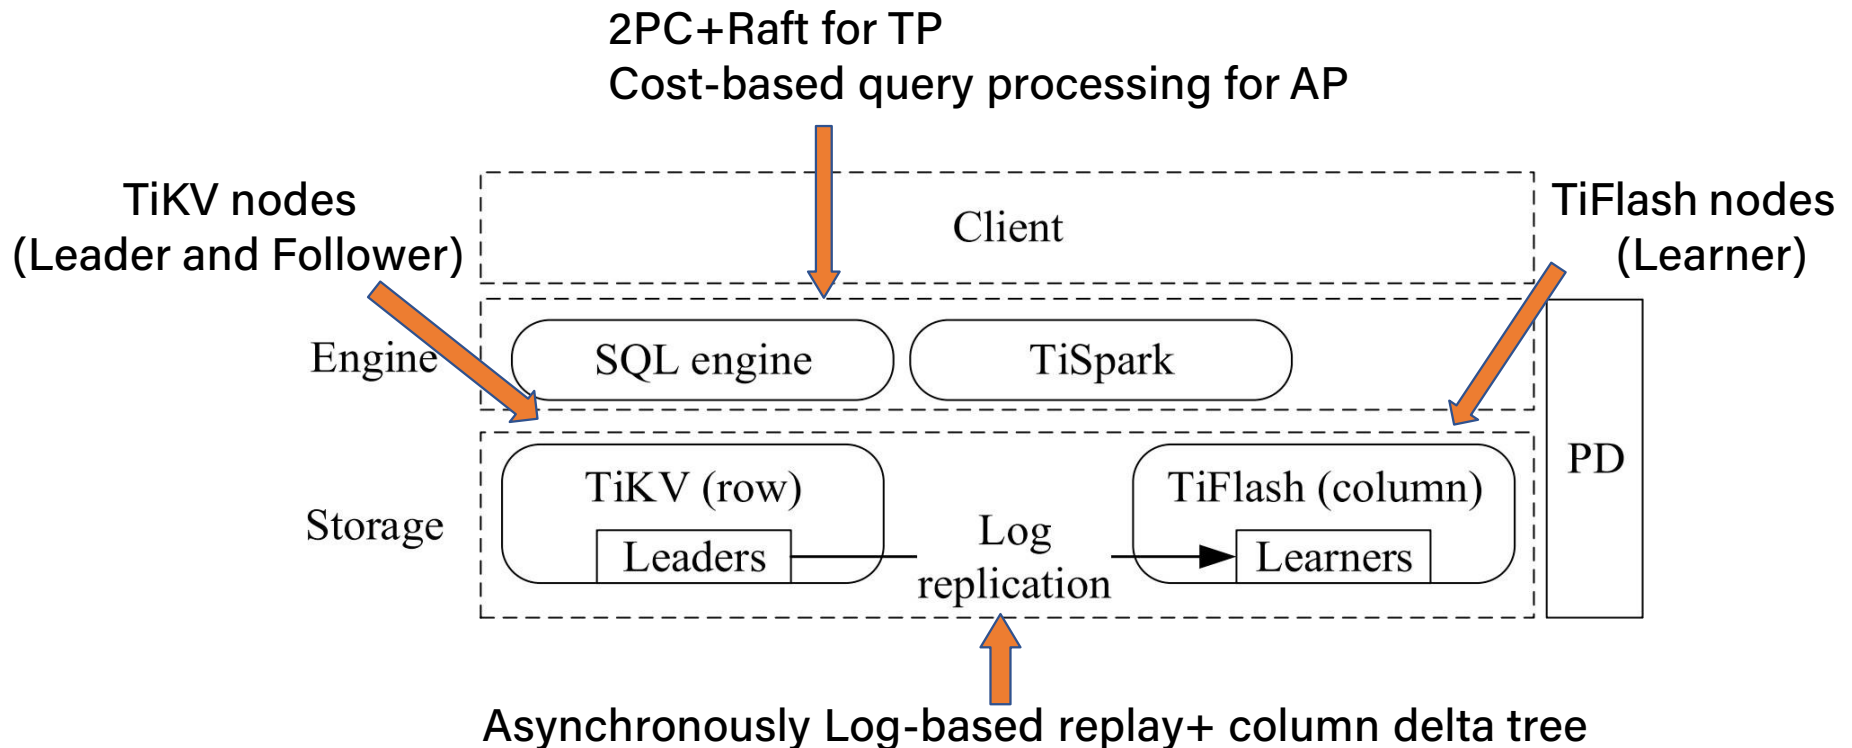 2PC+Raft for TP
Cost-based query processing for AP
TiKV nodes
(Leader and Follower)
TiFlash nodes
(Learner)
Client
Engine
SQL engine
TiSpark
PD
Storage
TiKV (row)
Leaders
Log
replication
TiFlash (column)
Learners
Asynchronously Log-based replay+ column delta tree